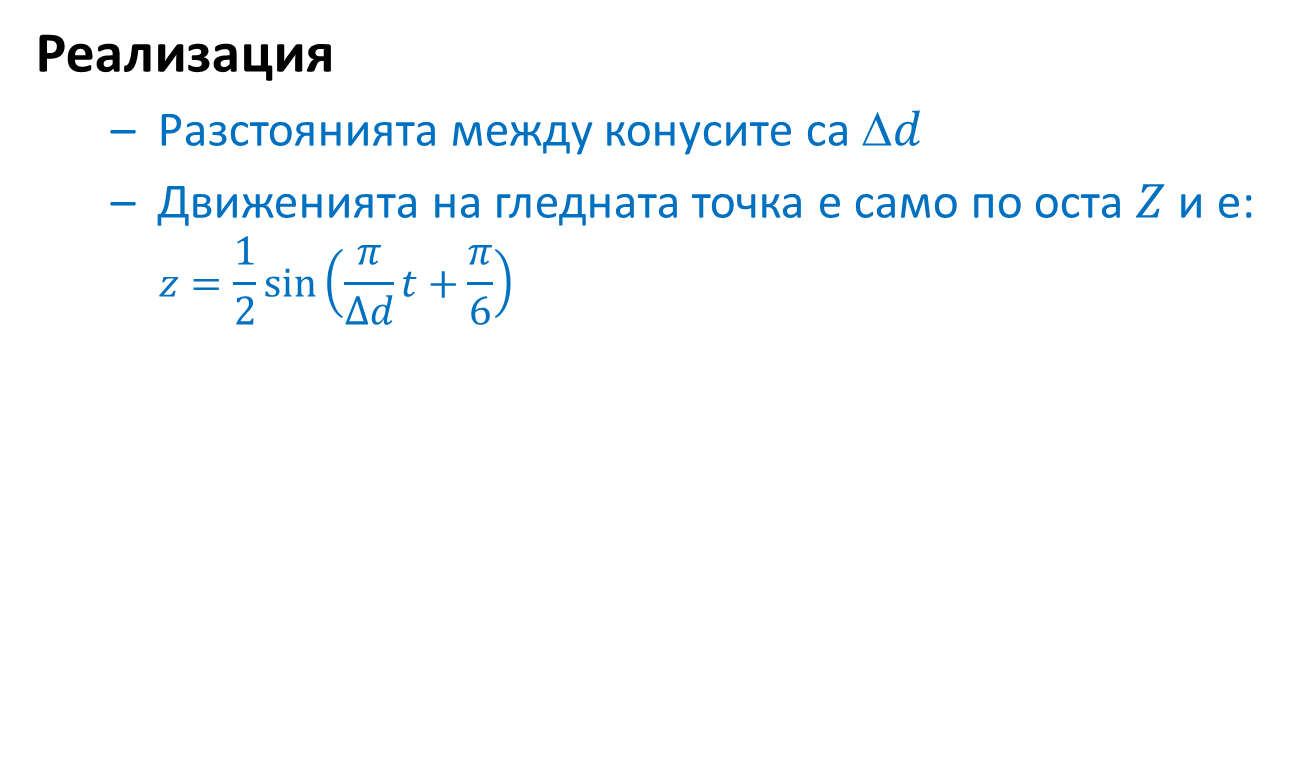 Реализация
– Разстоянията между конусите са Δd
– Движенията на гледната точка е само по оста Z и е:
z = 1/2 sin(π/Δd t + π/6)